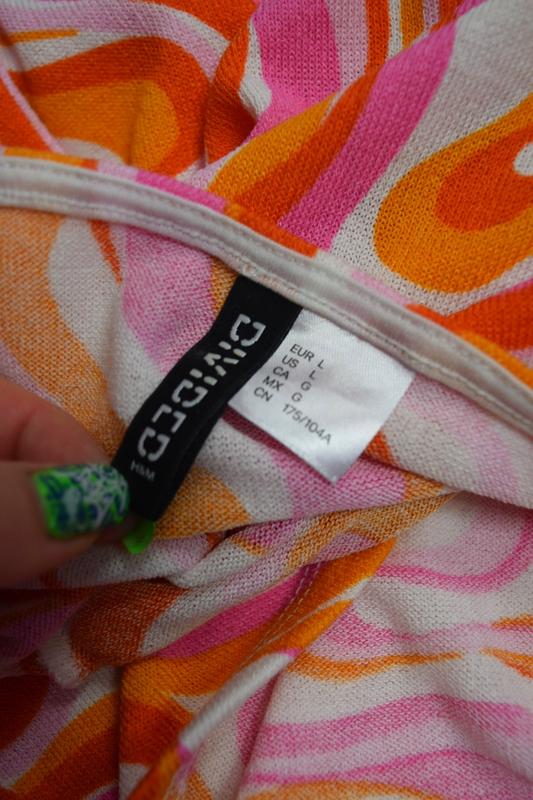 DIVIDED
H&M
EUR L
US L
CA G
MX G
CN 175/104A